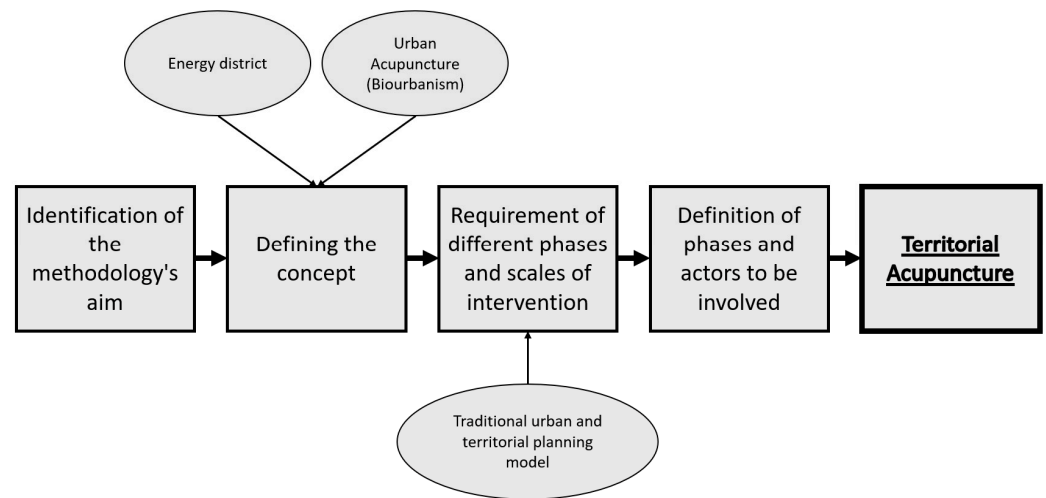 Energy district
Urban
Acupuncture
(Biourbanism)
Identification of
the
methodology's
aim
Defining the
concept
Requirement of
different phases
and scales of
intervention
Definition of
phases and
actors to be
involved
Territorial
Acupuncture
Traditional urban and
territorial planning
model